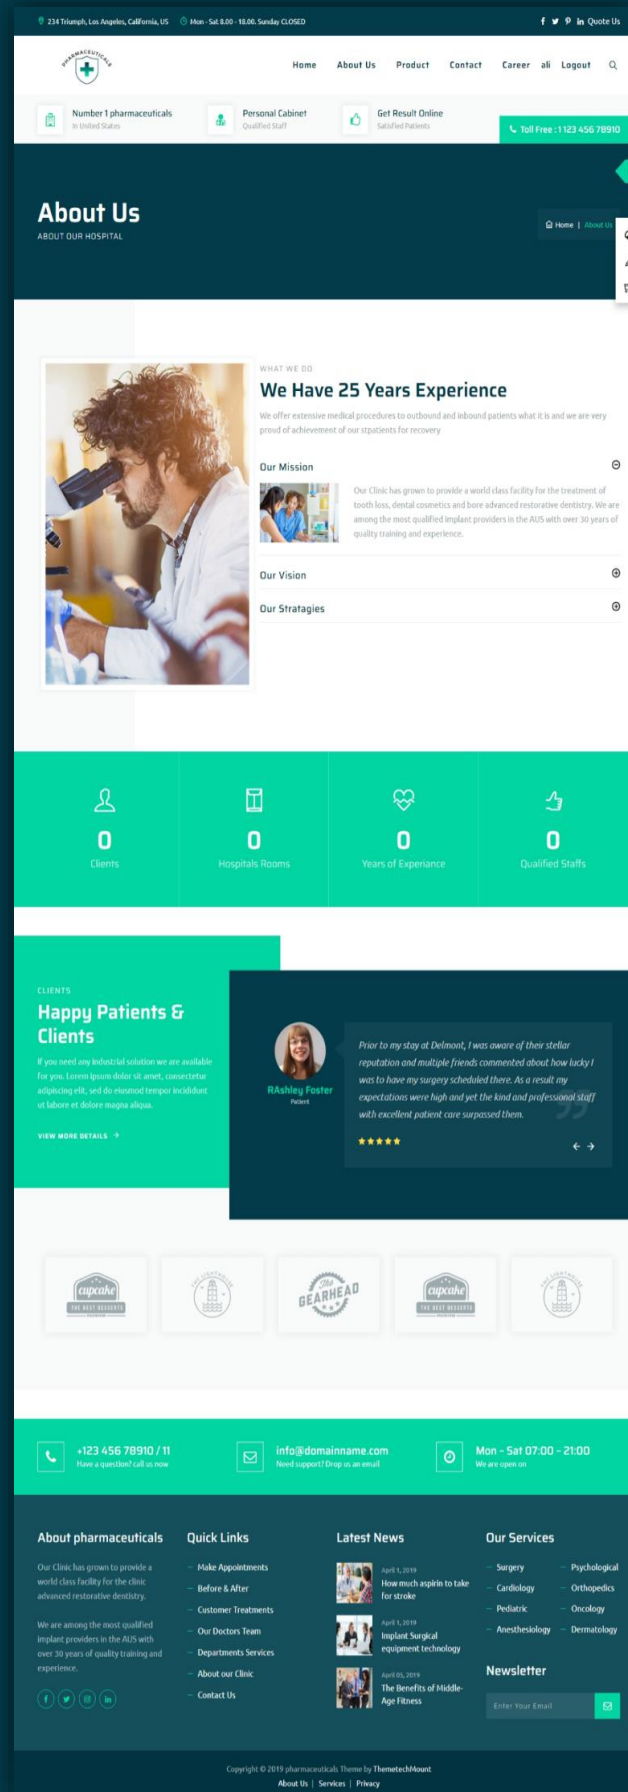 234 Triumph, Los Angeles, California, US
Mon - Sat 8.00 - 18.00. Sunday CLOSED
Quote Us
PHARMACEUTICALS
Home About Us Product Contact Career ali Logout
Number 1 pharmaceuticals
In United States
Personal Cabinet
Qualified Staff
Get Result Online
Satisfied Patients
Toll Free : 1 123 456 78910
About Us
ABOUT OUR HOSPITAL
Home | About Us
WHAT WE DO
We Have 25 Years Experience
We offer extensive medical procedures to outbound and inbound patients what it is and we are very
proud of achievement of our stpatients for recovery
Our Mission
Our Clinic has grown to provide a world class facility for the treatment of
tooth loss, dental cosmetics and bore advanced restorative dentistry. We are
among the most qualified implant providers in the AUS with over 30 years of
quality training and experience.
Our Vision
Our Stratagies
0
Clients
0
Hospitals Rooms
0
Years of Experiance
0
Qualified Staffs
CLIENTS
Happy Patients &
Clients
If you need any industrial solution we are available
for you. Lorem ipsum dolor sit amet, consectetur
adipiscing elit, sed do eiusmod tempor incididunt
ut labore et dolore magna aliqua.
VIEW MORE DETAILS
RAshley Foster
Patient
Prior to my stay at Delmont, I was aware of their stellar
reputation and multiple friends commented about how lucky I
was to have my surgery scheduled there. As a result my
expectations were high and yet the kind and professional staff
with excellent patient care surpassed them.
cupcake
THE BEST DESSERTS
THE LIGHTHOUSE
The
GEARHEAD
cupcake
THE BEST DESSERTS
THE LIGHTHOUSE
+123 456 78910 / 11
Have a question? call us now
info@domainname.com
Need support? Drop us an email
Mon – Sat 07:00 – 21:00
We are open on
About pharmaceuticals
Our Clinic has grown to provide a
world class facility for the clinic
advanced restorative dentistry.
We are among the most qualified
implant providers in the AUS with
over 30 years of quality training and
experience.
Quick Links
Make Appointments
Before & After
Customer Treatments
Our Doctors Team
Departments Services
About our Clinic
Contact Us
Latest News
April 1, 2019
How much aspirin to take
for stroke
April 1, 2019
Implant Surgical
equipment technology
April 05, 2019
The Benefits of Middle-
Age Fitness
Our Services
Surgery
Cardiology
Pediatric
Anesthesiology
Psychological
Orthopedics
Oncology
Dermatology
Newsletter
Enter Your Email
Copyright © 2019 pharmaceuticals Theme by ThemetechMount
About Us | Services | Privacy